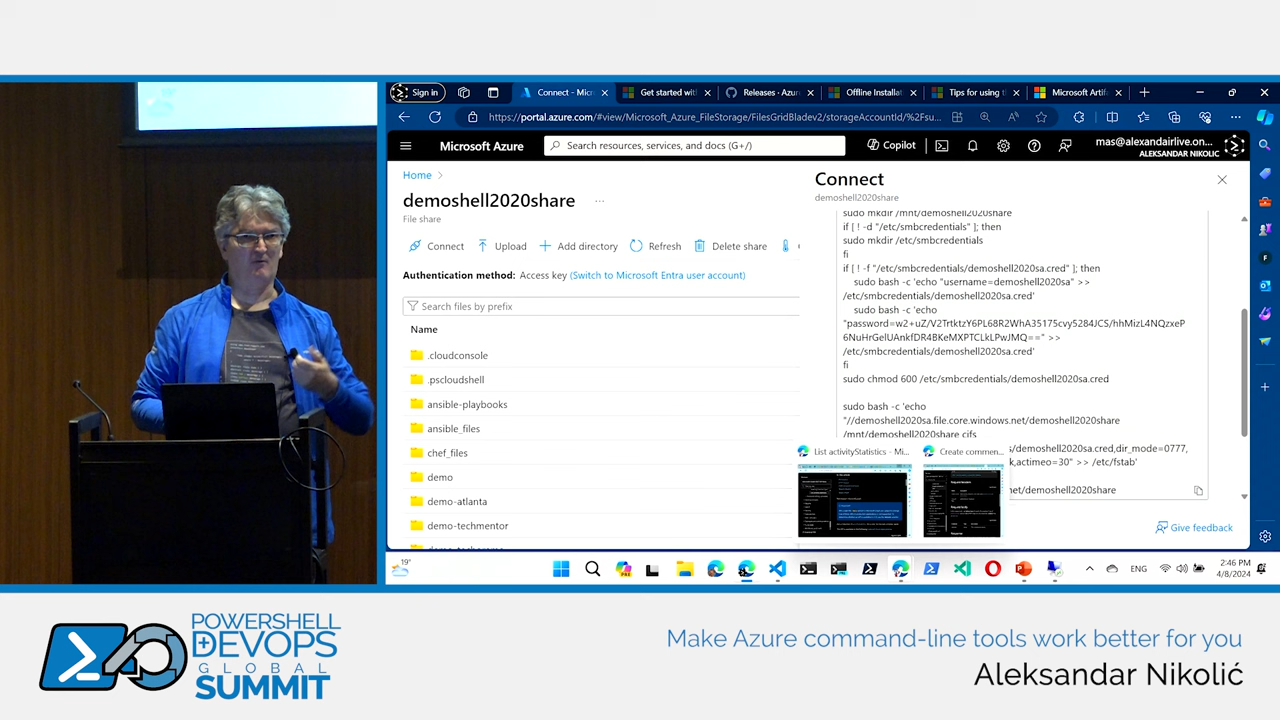 Sign in
Connect - Micr
Get started wit
Releases · Azur
Offline Installat
Tips for using t
Microsoft Artif
https://portal.azure.com/#view/Microsoft_Azure_FileStorage/FilesGridBladev2/storageAccountId/%2Fsu...
Microsoft Azure
Search resources, services, and docs (G+/)
Copilot
mas@alexandairlive.on...
ALEKSANDAR NIKOLIC
Home >
demoshell2020share ...
File share
Connect
Upload
Add directory
Refresh
Delete share
Authentication method: Access key (Switch to Microsoft Entra user account)
Search files by prefix
Name
.cloudconsole
.pscloudshell
ansible-playbooks
ansible_files
chef_files
demo
demo-atlanta
demo-techmentor
Connect
demoshell2020share
sudo mkdir /mnt/demoshell2020share
if [ ! -d "/etc/smbcredentials" ]; then
sudo mkdir /etc/smbcredentials
fi
if [ ! -f "/etc/smbcredentials/demoshell2020sa.cred" ]; then
sudo bash -c 'echo "username=demoshell2020sa" >>
/etc/smbcredentials/demoshell2020sa.cred'
sudo bash -c 'echo
"password=w2+uZ/V2TrtktzY6PL68R2WhA35175cvy5284JCS/hhMizL4NQzxeP
6NuHrGelUAnkfDR4BKeMXPTCLkLPwJMQ==" >>
/etc/smbcredentials/demoshell2020sa.cred'
fi
sudo chmod 600 /etc/smbcredentials/demoshell2020sa.cred
sudo bash -c 'echo
"//demoshell2020sa.file.core.windows.net/demoshell2020share
/mnt/demoshell2020share cifs
s/demoshell2020sa.cred,dir_mode=0777,
k,actimeo=30" >> /etc/fstab'
net/demoshell2020share
List activityStatistics - Mi...
Create commen...
Give feedback
19°
ENG
2:46 PM
4/8/2024
POWERSHELL
+DEVOPS
GLOBAL
SUMMIT
Make Azure command-line tools work better for you
Aleksandar Nikolić